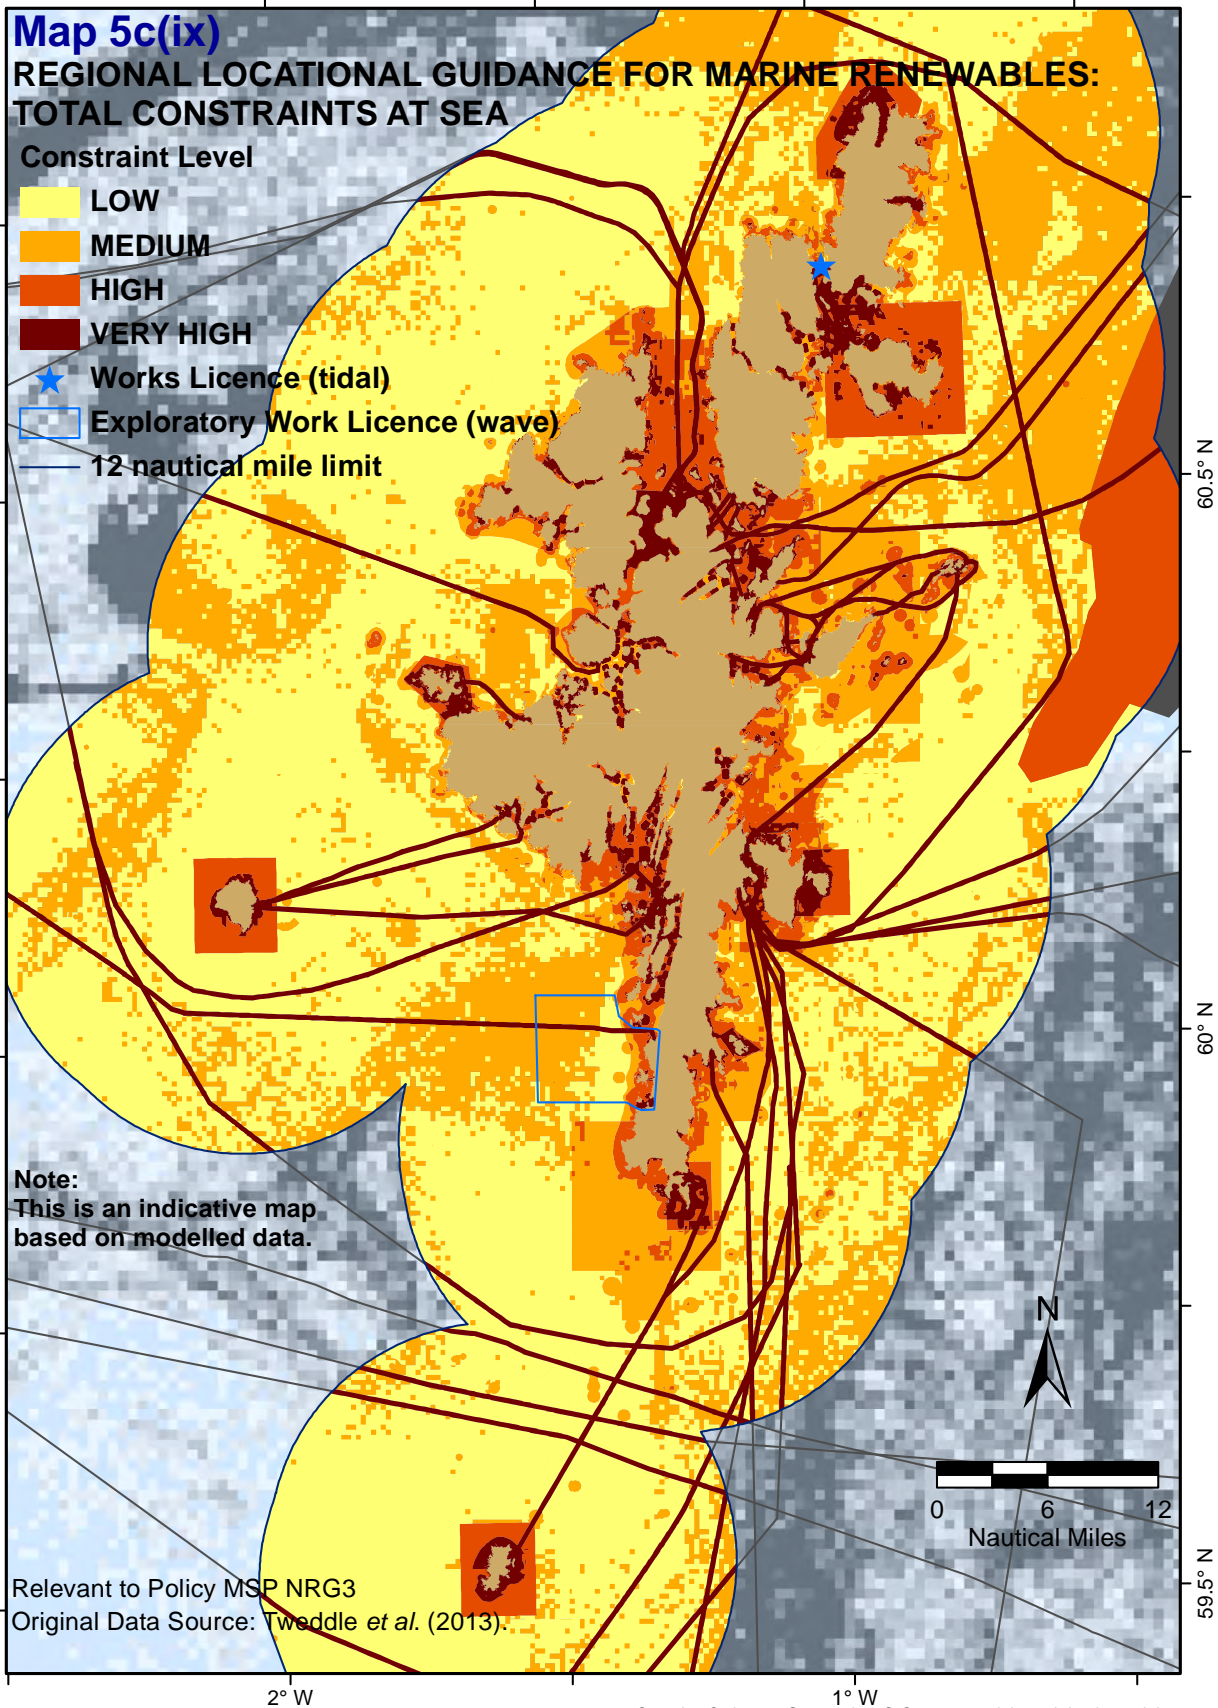 Map 5c(ix)
REGIONAL LOCATIONAL GUIDANCE FOR MARINE RENEWABLES:
TOTAL CONSTRAINTS AT SEA
Constraint Level
LOW
MEDIUM
HIGH
VERY HIGH
Works Licence (tidal)
Exploratory Work Licence (wave)
12 nautical mile limit
60.5° N
60° N
Note:
This is an indicative map
based on modelled data.
N
0 6 12
Nautical Miles
59.5° N
Relevant to Policy MSP NRG3
Original Data Source: Tweddle et al. (2013).
2° W
1° W